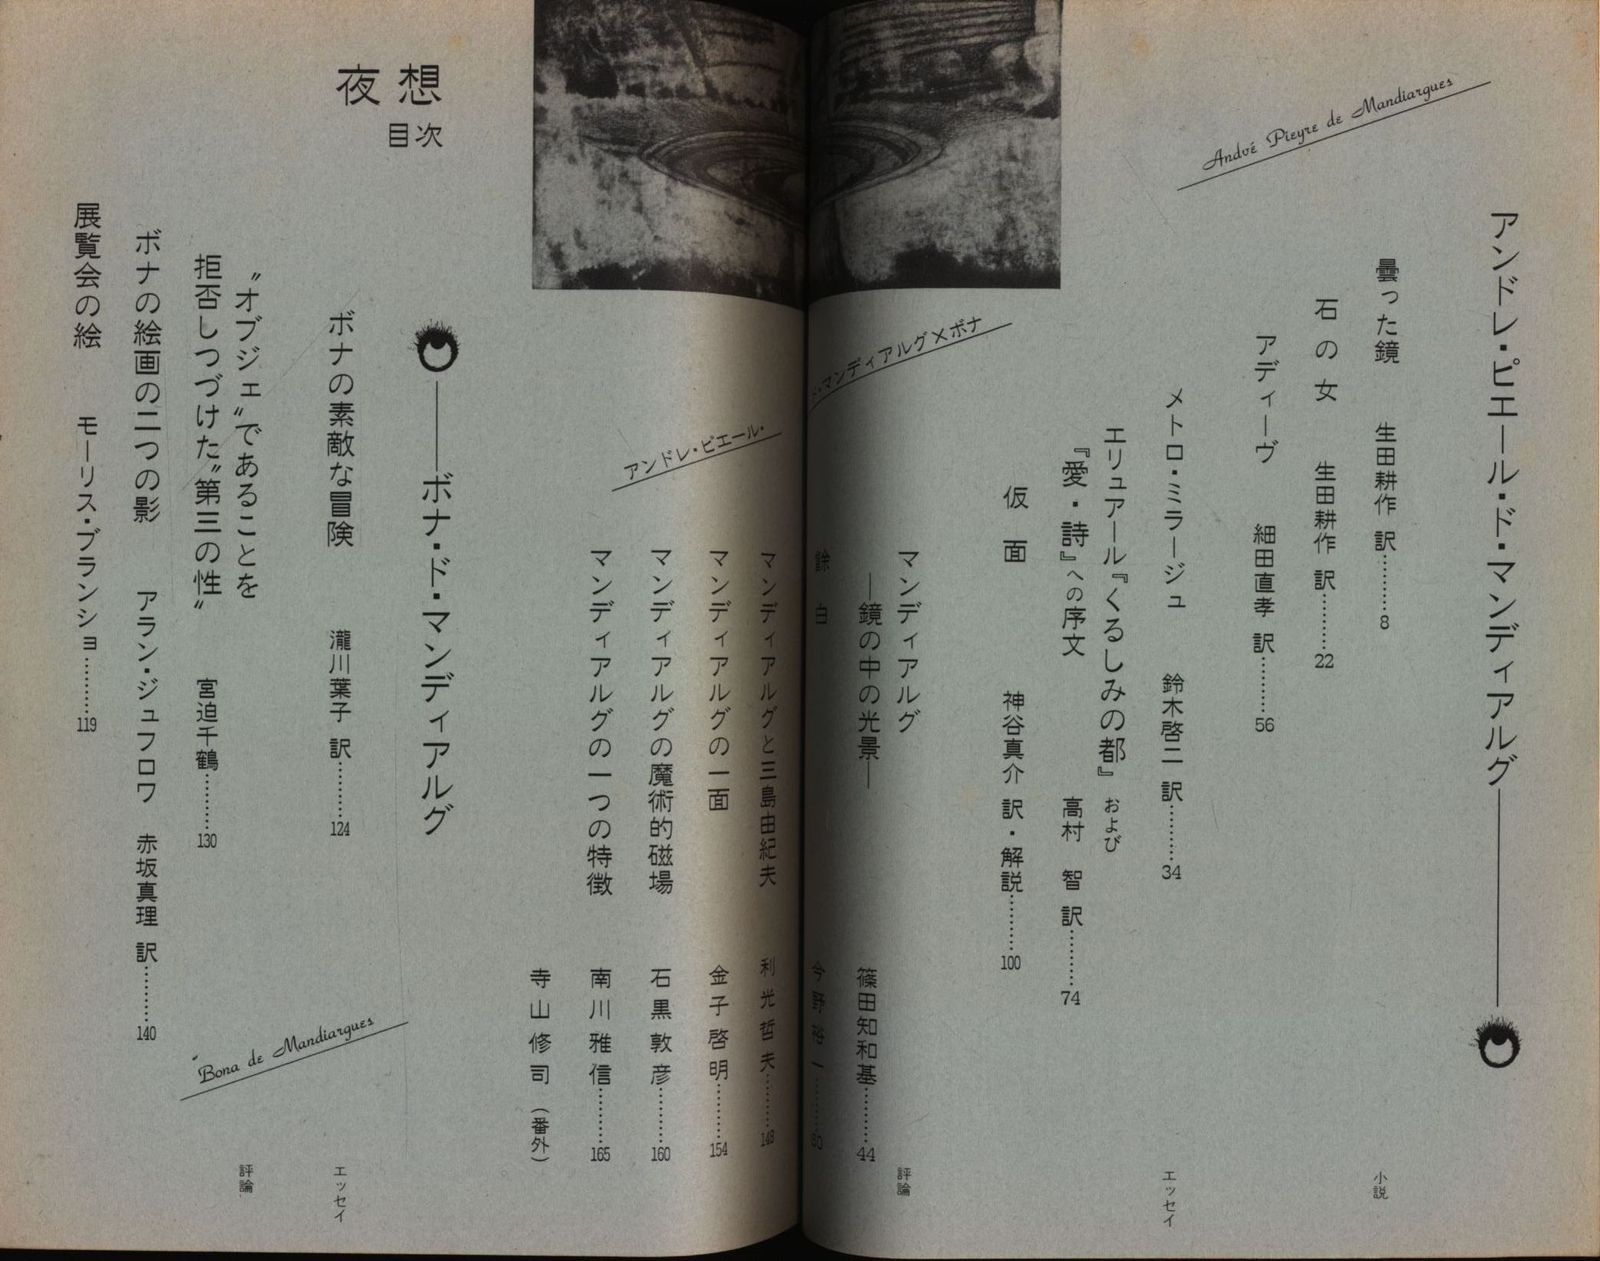 André Pieyre de Mandiargues
アンドレ・ピエール・ド・マンディアルグ
曇った鏡 生田耕作 訳………8
小説
石の女 生田耕作 訳………22
アディーヴ 細田直孝 訳………56
メトロ・ミラージュ 鈴木啓二 訳………34
エッセイ
エリュアール『くるしみの都』および
『愛・詩』への序文 高村 智 訳………74
仮面 神谷真介 訳・解説………100
マンディアルグ
―鏡の中の光景― 篠田知和基………44
評論
餘白 今野裕一………80
アンドレ・ピエール・
ド・マンディアルグ×ボナ
マンディアルグと三島由紀夫 利光哲夫………148
マンディアルグの一面 金子啓明………154
マンディアルグの魔術的磁場 石黒敦彦………160
マンディアルグの一つの特徴 南川雅信………165
寺山修司(番外)
夜想
目次
ボナ・ド・マンディアルグ
ボナの素敵な冒険 瀧川葉子 訳………124
エッセイ
〝オブジェ〟であることを
拒否しつづけた〝第三の性〟 宮迫千鶴………130
評論
ボナの絵画の二つの影 アラン・ジュフロワ 赤坂真理 訳………140
展覧会の絵 モーリス・ブランショ………119
Bona de Mandiargues